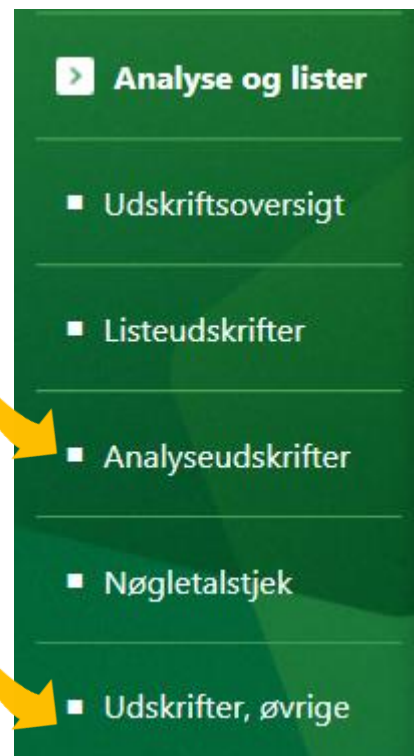 Analyse og lister
Udskriftsoversigt
Listeudskrifter
Analyseudskrifter
Nøgletalstjek
Udskrifter, øvrige